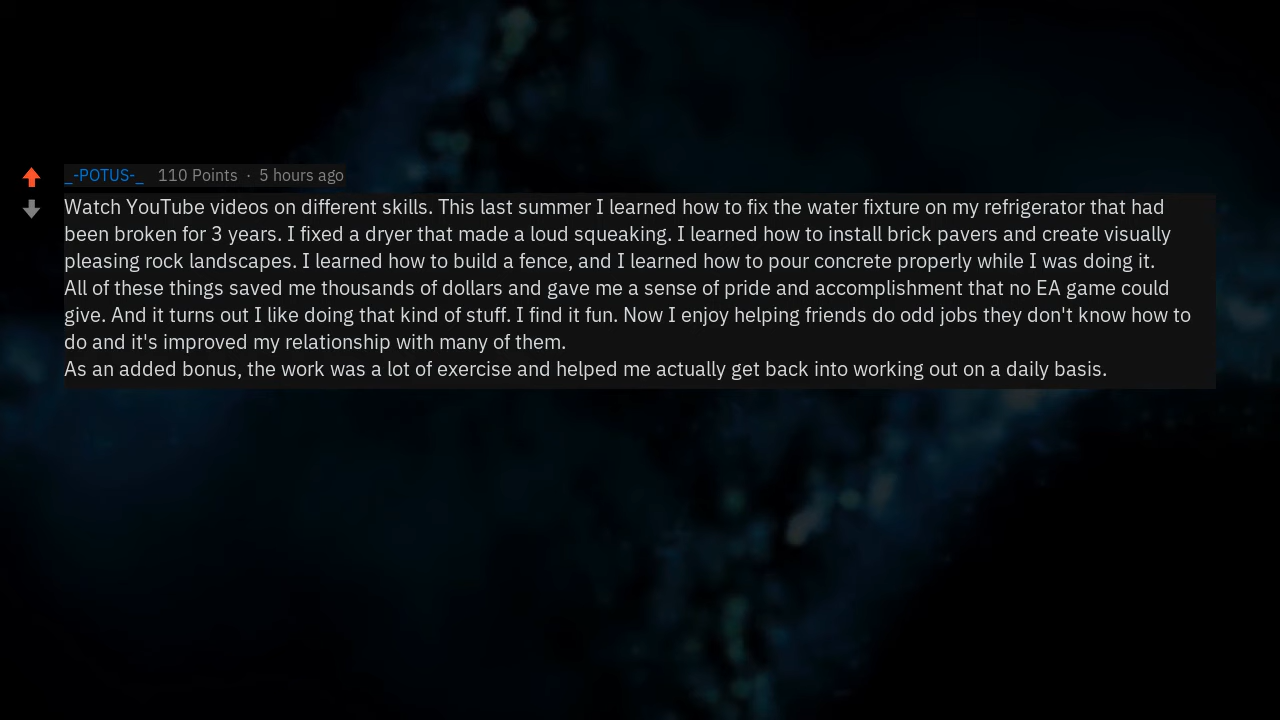 _-POTUS-_ 110 Points · 5 hours ago
Watch YouTube videos on different skills. This last summer I learned how to fix the water fixture on my refrigerator that had
been broken for 3 years. I fixed a dryer that made a loud squeaking. I learned how to install brick pavers and create visually
pleasing rock landscapes. I learned how to build a fence, and I learned how to pour concrete properly while I was doing it.
All of these things saved me thousands of dollars and gave me a sense of pride and accomplishment that no EA game could
give. And it turns out I like doing that kind of stuff. I find it fun. Now I enjoy helping friends do odd jobs they don't know how to
do and it's improved my relationship with many of them.
As an added bonus, the work was a lot of exercise and helped me actually get back into working out on a daily basis.